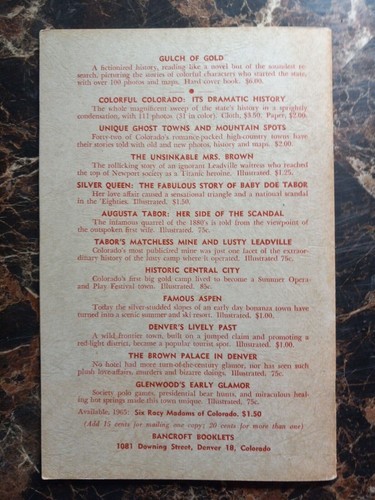 GULCH OF GOLD
A fictionized history, reading like a novel but of the soundest re-
search, picturing the stories of colorful characters who started the state,
with over 100 photos and maps. Hard cover book. $6.00.
COLORFUL COLORADO: ITS DRAMATIC HISTORY
The whole magnificent sweep of the state's history in a sprightly
condensation, with 111 photos (31 in color). Cloth, $3.50. Paper: $2.00.
UNIQUE GHOST TOWNS AND MOUNTAIN SPOTS
Forty-two of Colorado's romance-packed high-country towns have
their stories told with old and new photos, history and maps. $2.00.
THE UNSINKABLE MRS. BROWN
The rollicking story of an ignorant Leadville waitress who reached
the top of Newport society as a Titanic heroine. Illustrated. $1.25.
SILVER QUEEN: THE FABULOUS STORY OF BABY DOE TABOR
Her love affair caused a sensational triangle and a national scandal
in the 'Eighties. Illustrated. $1.50.
AUGUSTA TABOR: HER SIDE OF THE SCANDAL
The infamous quarrel of the 1880's is told from the viewpoint of
the outspoken first wife. Illustrated. 75c.
TABOR'S MATCHLESS MINE AND LUSTY LEADVILLE
Colorado's most publicized mine was just one facet of the extraor-
dinary history of the lusty camp where it operated. Illustrated 75c.
HISTORIC CENTRAL CITY
Colorado's first big gold camp lived to become a Summer Opera
and Play Festival town. Illustrated. 85c.
FAMOUS ASPEN
Today the silver-studded slopes of an early day bonanza town have
turned into a scenic summer and ski resort. Illustrated. $1.00.
DENVER'S LIVELY PAST
A wild frontier town, built on a jumped claim and promoting a
red-light district, became a popular tourist spot. Illustrated. $1.00.
THE BROWN PALACE IN DENVER
No hotel had more turn-of-the-century glamor, nor has seen such
plush love-affairs, murders and bizarre doings. Illustrated. 75c.
GLENWOOD'S EARLY GLAMOR
Society polo games, presidential bear hunts, and miraculous heal-
ing hot springs made this town unique. Illustrated. 75c.
Available, 1965: Six Racy Madams of Colorado. $1.50
(Add 15 cents for mailing one copy; 20 cents for more than one)
BANCROFT BOOKLETS
1081 Downing Street, Denver 18, Colorado